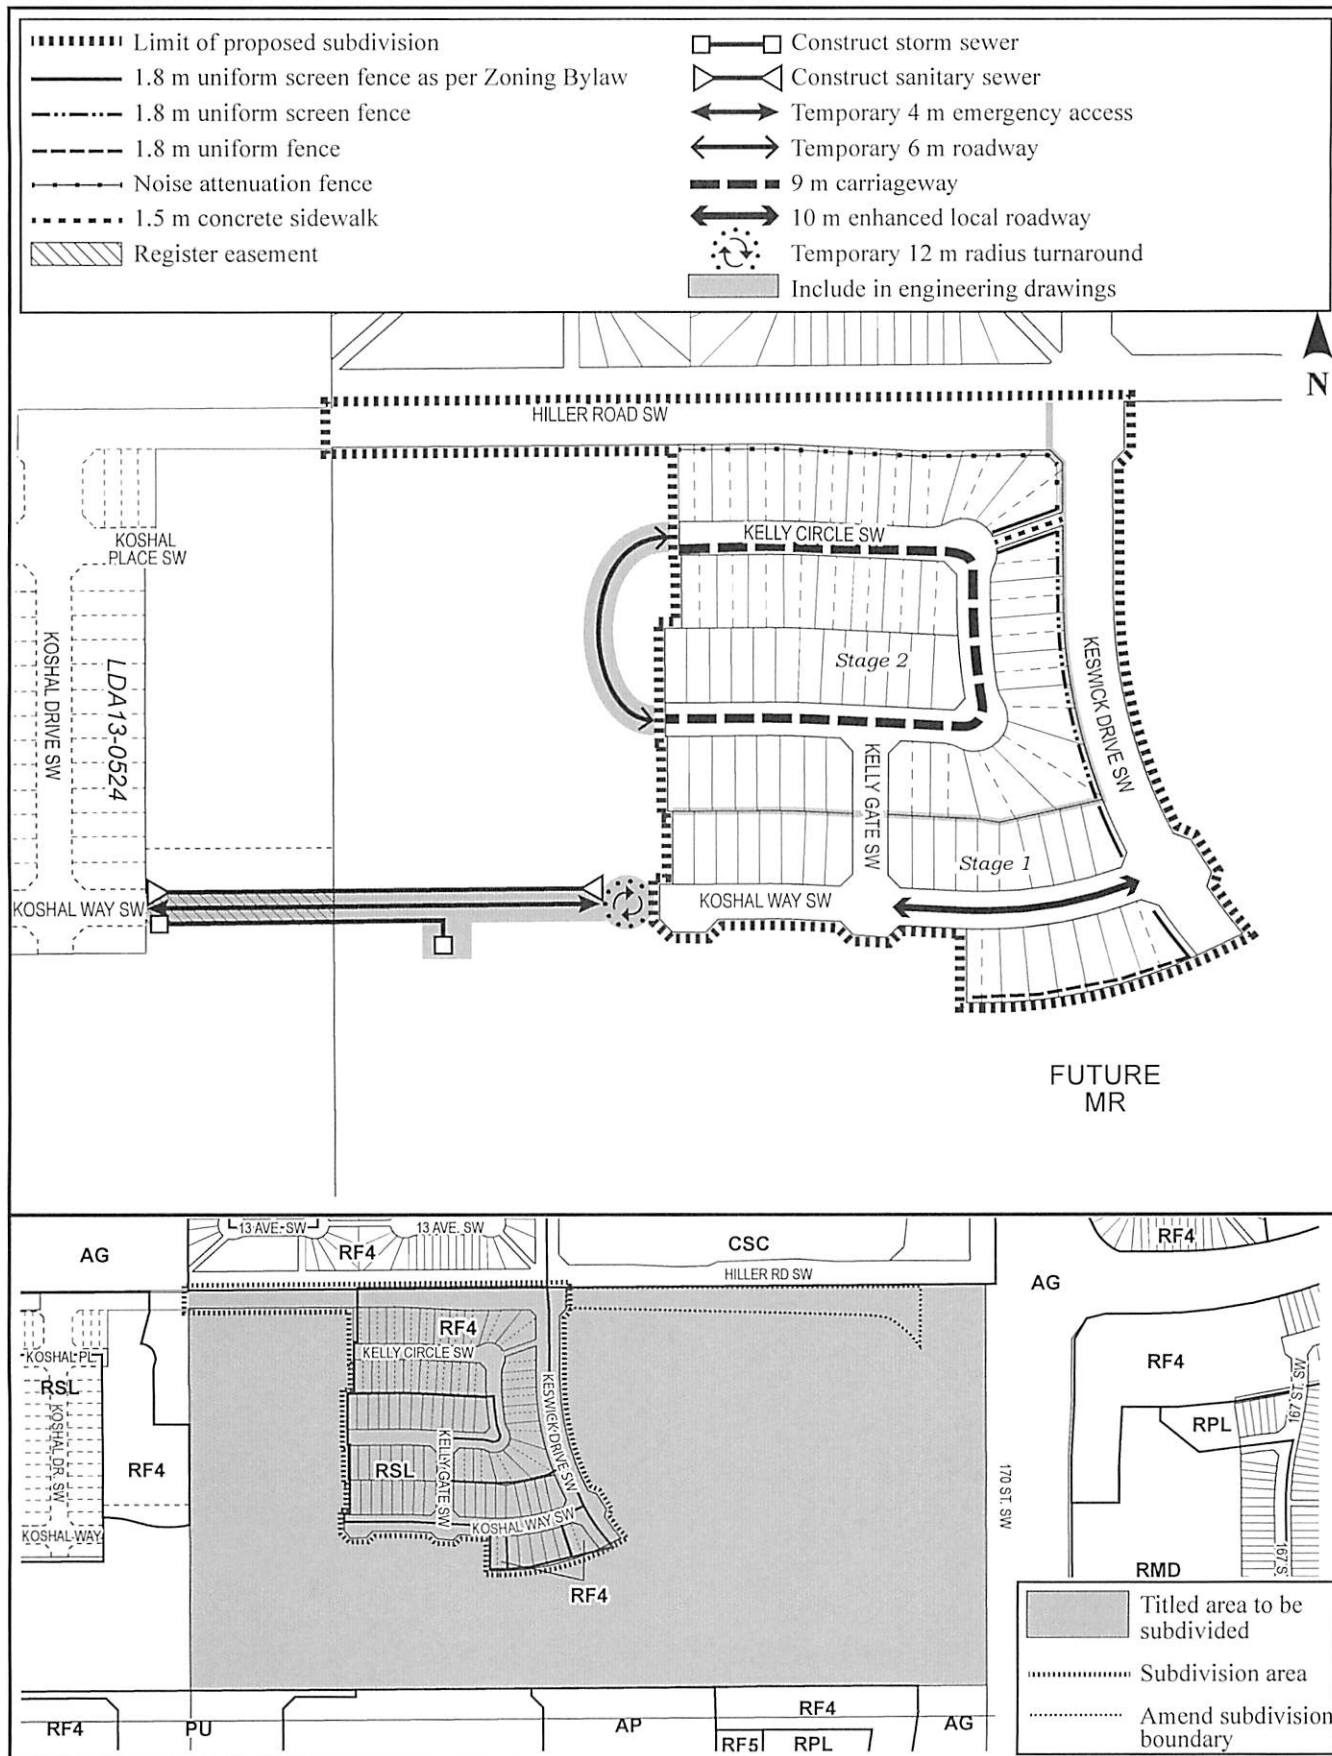 Limit of proposed subdivision
1.8 m uniform screen fence as per Zoning Bylaw
1.8 m uniform screen fence
1.8 m uniform fence
Noise attenuation fence
1.5 m concrete sidewalk
Register easement
Construct storm sewer
Construct sanitary sewer
Temporary 4 m emergency access
Temporary 6 m roadway
9 m carriageway
10 m enhanced local roadway
Temporary 12 m radius turnaround
Include in engineering drawings
N
HILLER ROAD SW
KOSHAL
PLACE SW
KELLY CIRCLE SW
KOSHAL DRIVE SW
LDA13-0524
Stage 2
KESWICK DRIVE SW
KELLY GATE SW
Stage 1
KOSHAL WAY SW
KOSHAL WAY SW
FUTURE
MR
13 AVE. SW
13 AVE. SW
AG
RF4
CSC
HILLER RD SW
RF4
AG
RF4
KELLY CIRCLE SW
KOSHAL PL.
RSL
KOSHAL DR. SW
RF4
KESWICK DRIVE SW
KELLY GATE SW
RSL
KOSHAL WAY SW
KOSHAL WAY
RF4
170 ST. SW
RF4
167 ST. SW
RPL
167 S
RMD
Titled area to be
subdivided
Subdivision area
Amend subdivision
boundary
RF4
PU
AP
RF4
AG
RF5
RPL